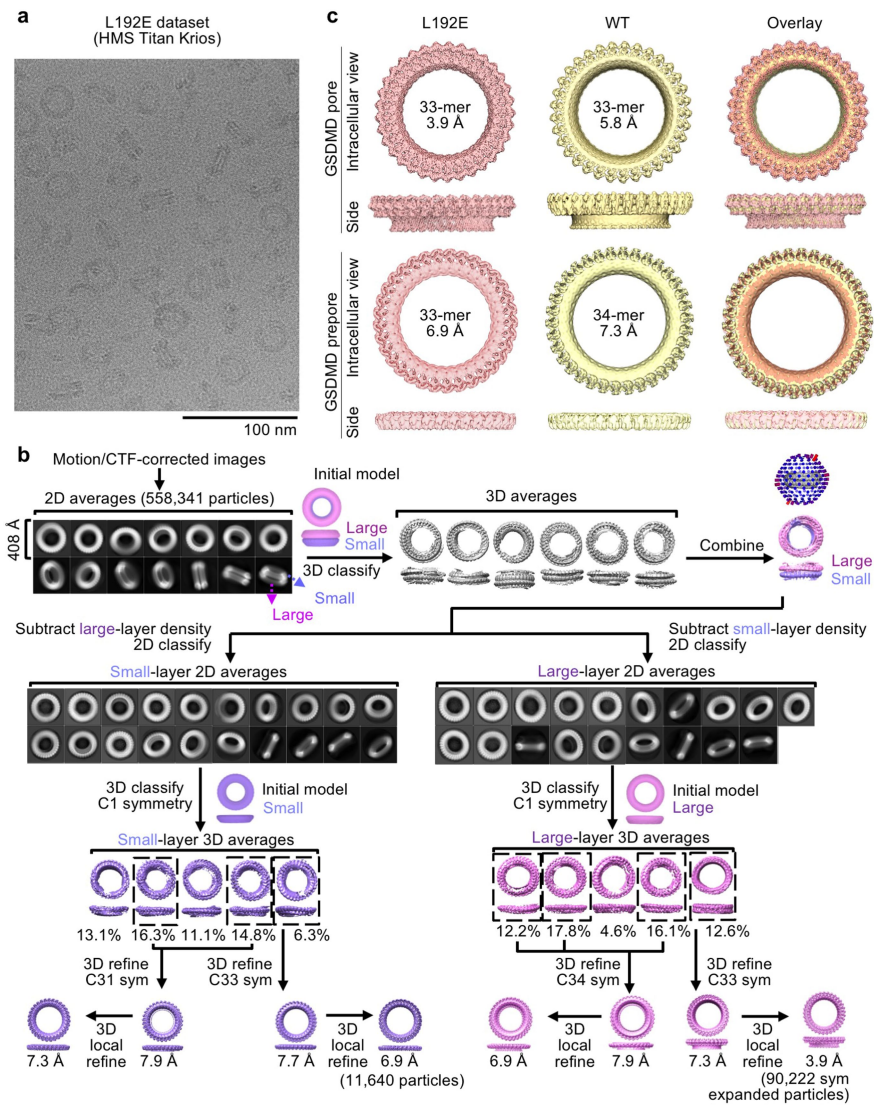 a
L192E dataset
(HMS Titan Krios)
100 nm
c
L192E
WT
Overlay
GSDMD pore
Intracellular view
33-mer
3.9 Å
33-mer
5.8 Å
Side
GSDMD prepore
Intracellular view
33-mer
6.9 Å
34-mer
7.3 Å
Side
b
Motion/CTF-corrected images
2D averages (558,341 particles)
408 Å
Initial model
Large
Small
3D classify
Small
Large
3D averages
Combine
Large
Small
Subtract large-layer density
2D classify
Subtract small-layer density
2D classify
Small-layer 2D averages
Large-layer 2D averages
3D classify
C1 symmetry
Initial model
Small
3D classify
C1 symmetry
Initial model
Large
Small-layer 3D averages
Large-layer 3D averages
13.1% 16.3% 11.1% 14.8% 6.3%
12.2% 17.8% 4.6% 16.1% 12.6%
3D refine
C31 sym
3D refine
C33 sym
3D refine
C34 sym
3D refine
C33 sym
7.3 Å
3D
local
refine
7.9 Å
7.7 Å
3D
local
refine
6.9 Å
(11,640 particles)
6.9 Å
3D
local
refine
7.9 Å
7.3 Å
3D
local
refine
3.9 Å
(90,222 sym
expanded particles)